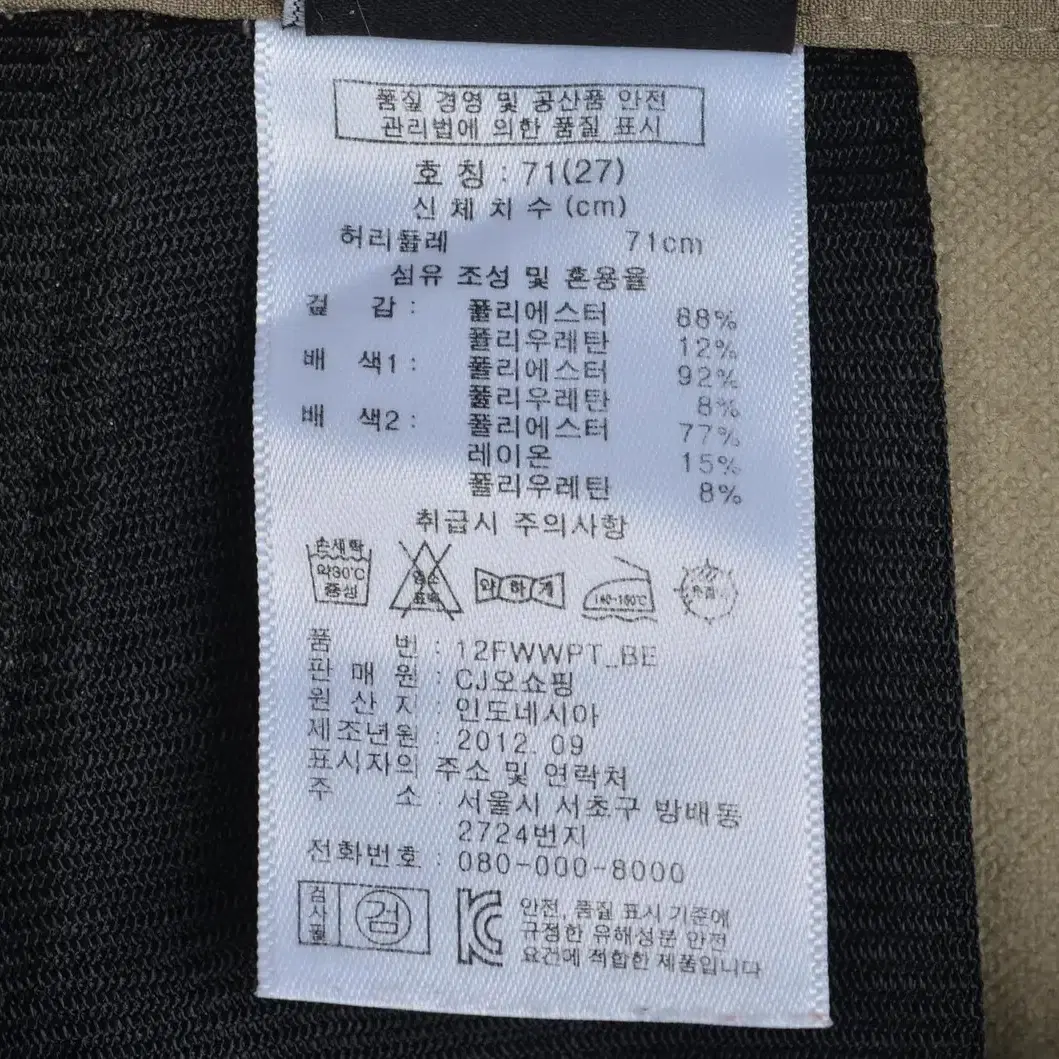 품질 경영 및 공산품 안전
관리법에 의한 품질 표시
호 칭 : 71(27)
신 체 치 수 (cm)
허리둘레 71cm
섬유 조성 및 혼용율
겉 감 : 폴리에스터 88%
폴리우레탄 12%
배 색1 : 폴리에스터 92%
폴리우레탄 8%
배 색2 : 폴리에스터 77%
레이온 15%
폴리우레탄 8%
취급시 주의사항
손세탁
약30℃
중성
염소
표백
약하게
140~160℃
품 번 : 12FWWPT_BE
판 매 원 : CJ오쇼핑
원 산 지 : 인도네시아
제조년원 : 2012. 09
표시자의 주소 및 연락처
주 소 : 서울시 서초구 방배동
2724번지
전화번호 : 080-000-8000
검사필 검
안전, 품질 표시 기준에
규정한 유해성분 안전
요건에 적합한 제품입니다